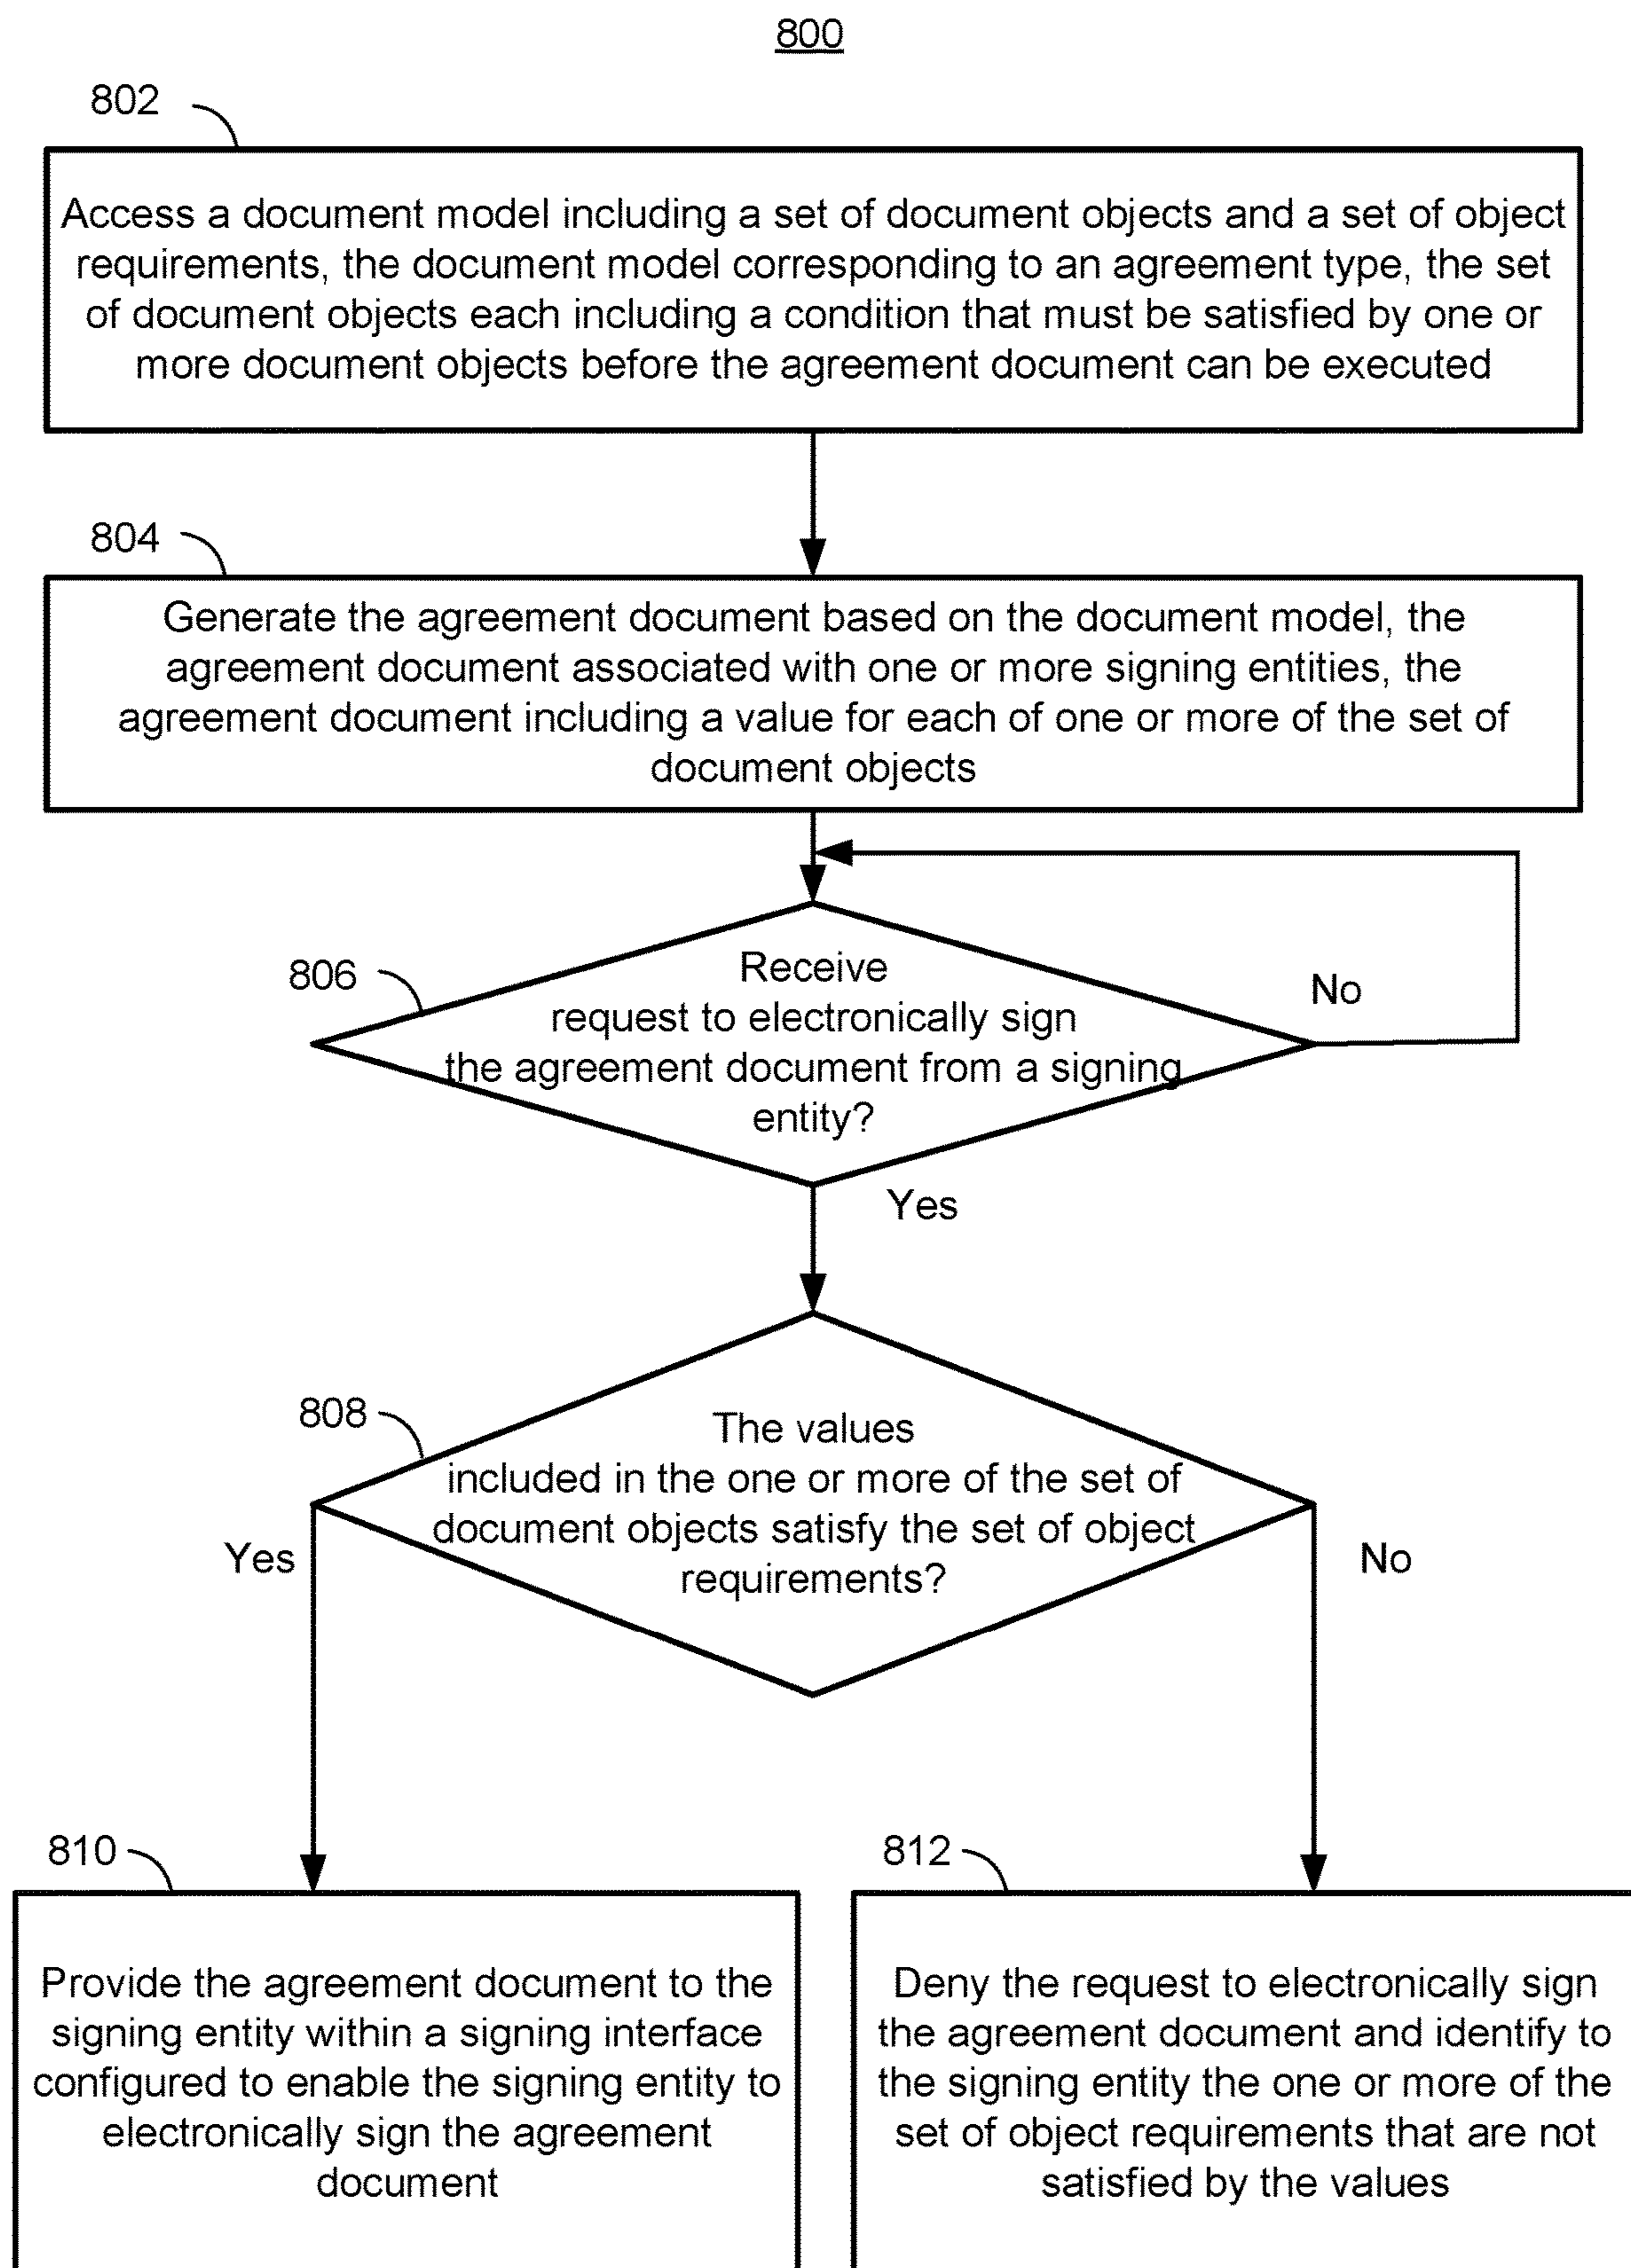 800
802
Access a document model including a set of document objects and a set of object
requirements, the document model corresponding to an agreement type, the set
of document objects each including a condition that must be satisfied by one or
more document objects before the agreement document can be executed
804
Generate the agreement document based on the document model, the
agreement document associated with one or more signing entities, the
agreement document including a value for each of one or more of the set of
document objects
806
Receive
request to electronically sign
the agreement document from a signing
entity?
No
Yes
808
The values
included in the one or more of the set of
document objects satisfy the set of object
requirements?
Yes
No
810
Provide the agreement document to the
signing entity within a signing interface
configured to enable the signing entity to
electronically sign the agreement
document
812
Deny the request to electronically sign
the agreement document and identify to
the signing entity the one or more of the
set of object requirements that are not
satisfied by the values